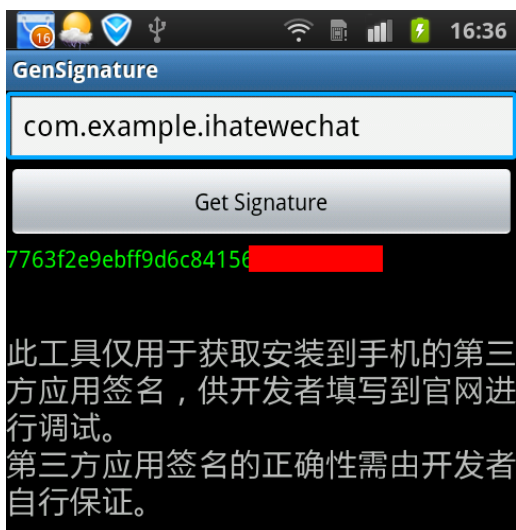 16
16:36
GenSignature
com.example.ihatewechat
Get Signature
7763f2e9ebff9d6c84156
此工具仅用于获取安装到手机的第三
方应用签名，供开发者填写到官网进
行调试。
第三方应用签名的正确性需由开发者
自行保证。